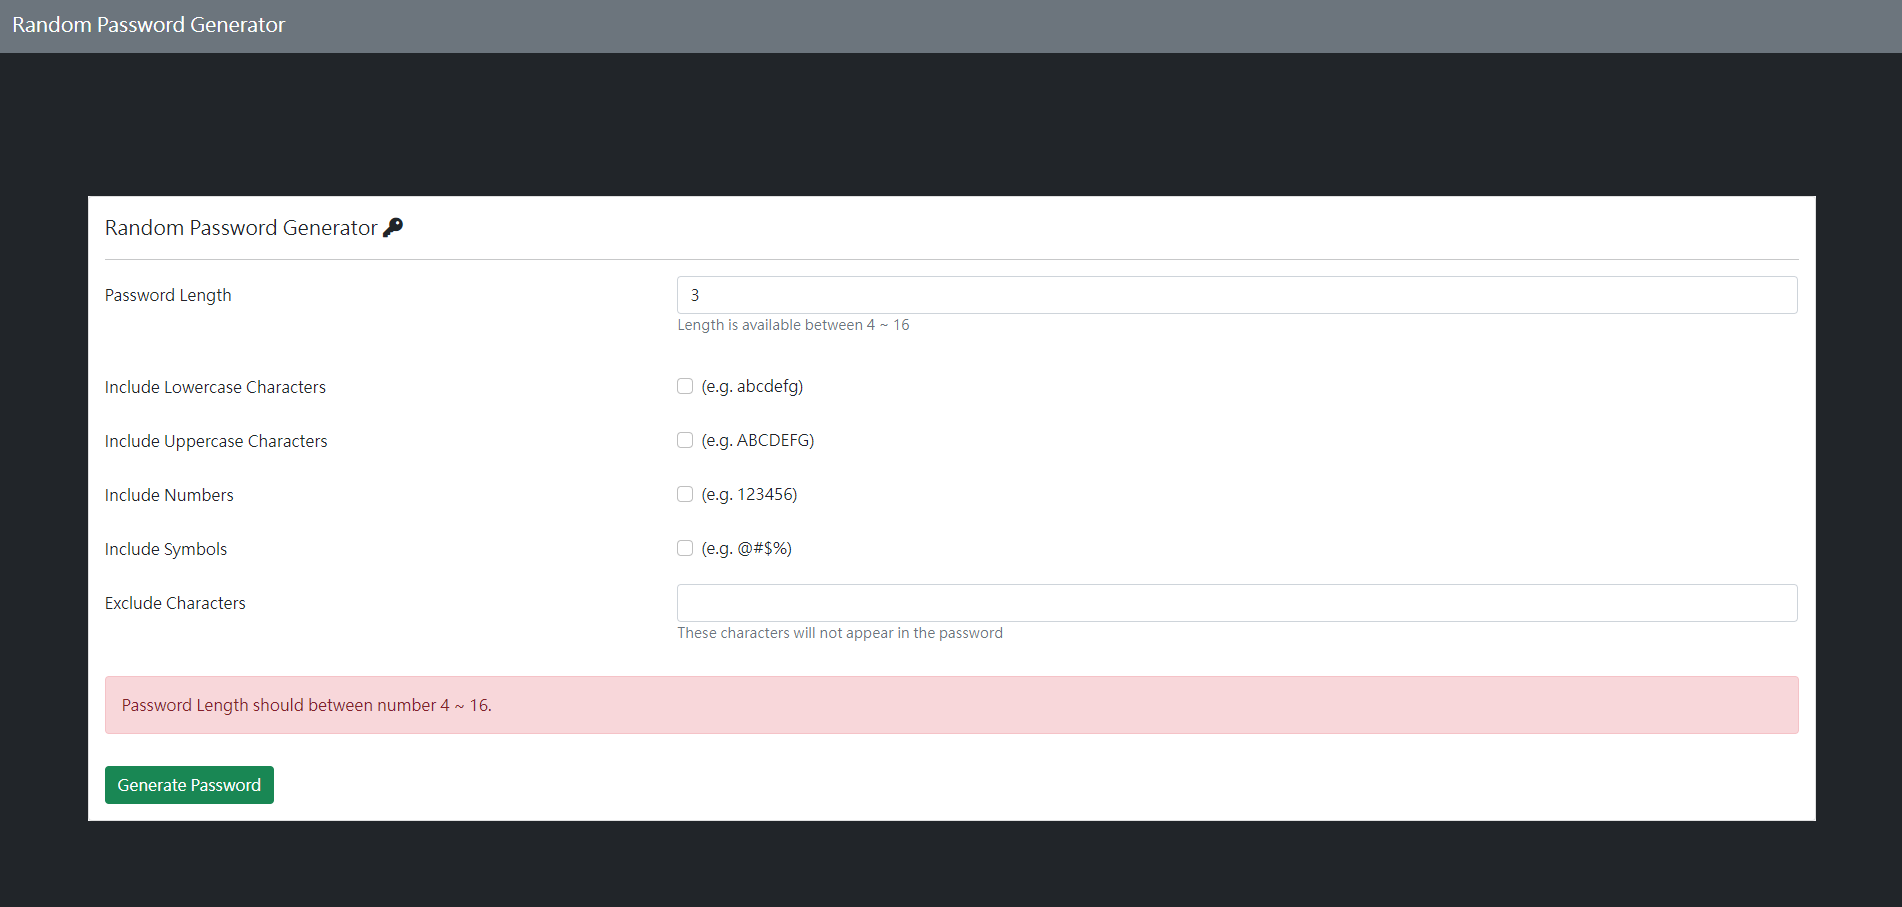 Random Password Generator
Random Password Generator
Password Length
3
Length is available between 4 ~ 16
Include Lowercase Characters
(e.g. abcdefg)
Include Uppercase Characters
(e.g. ABCDEFG)
Include Numbers
(e.g. 123456)
Include Symbols
(e.g. @#$%)
Exclude Characters
These characters will not appear in the password
Password Length should between number 4 ~ 16.
Generate Password